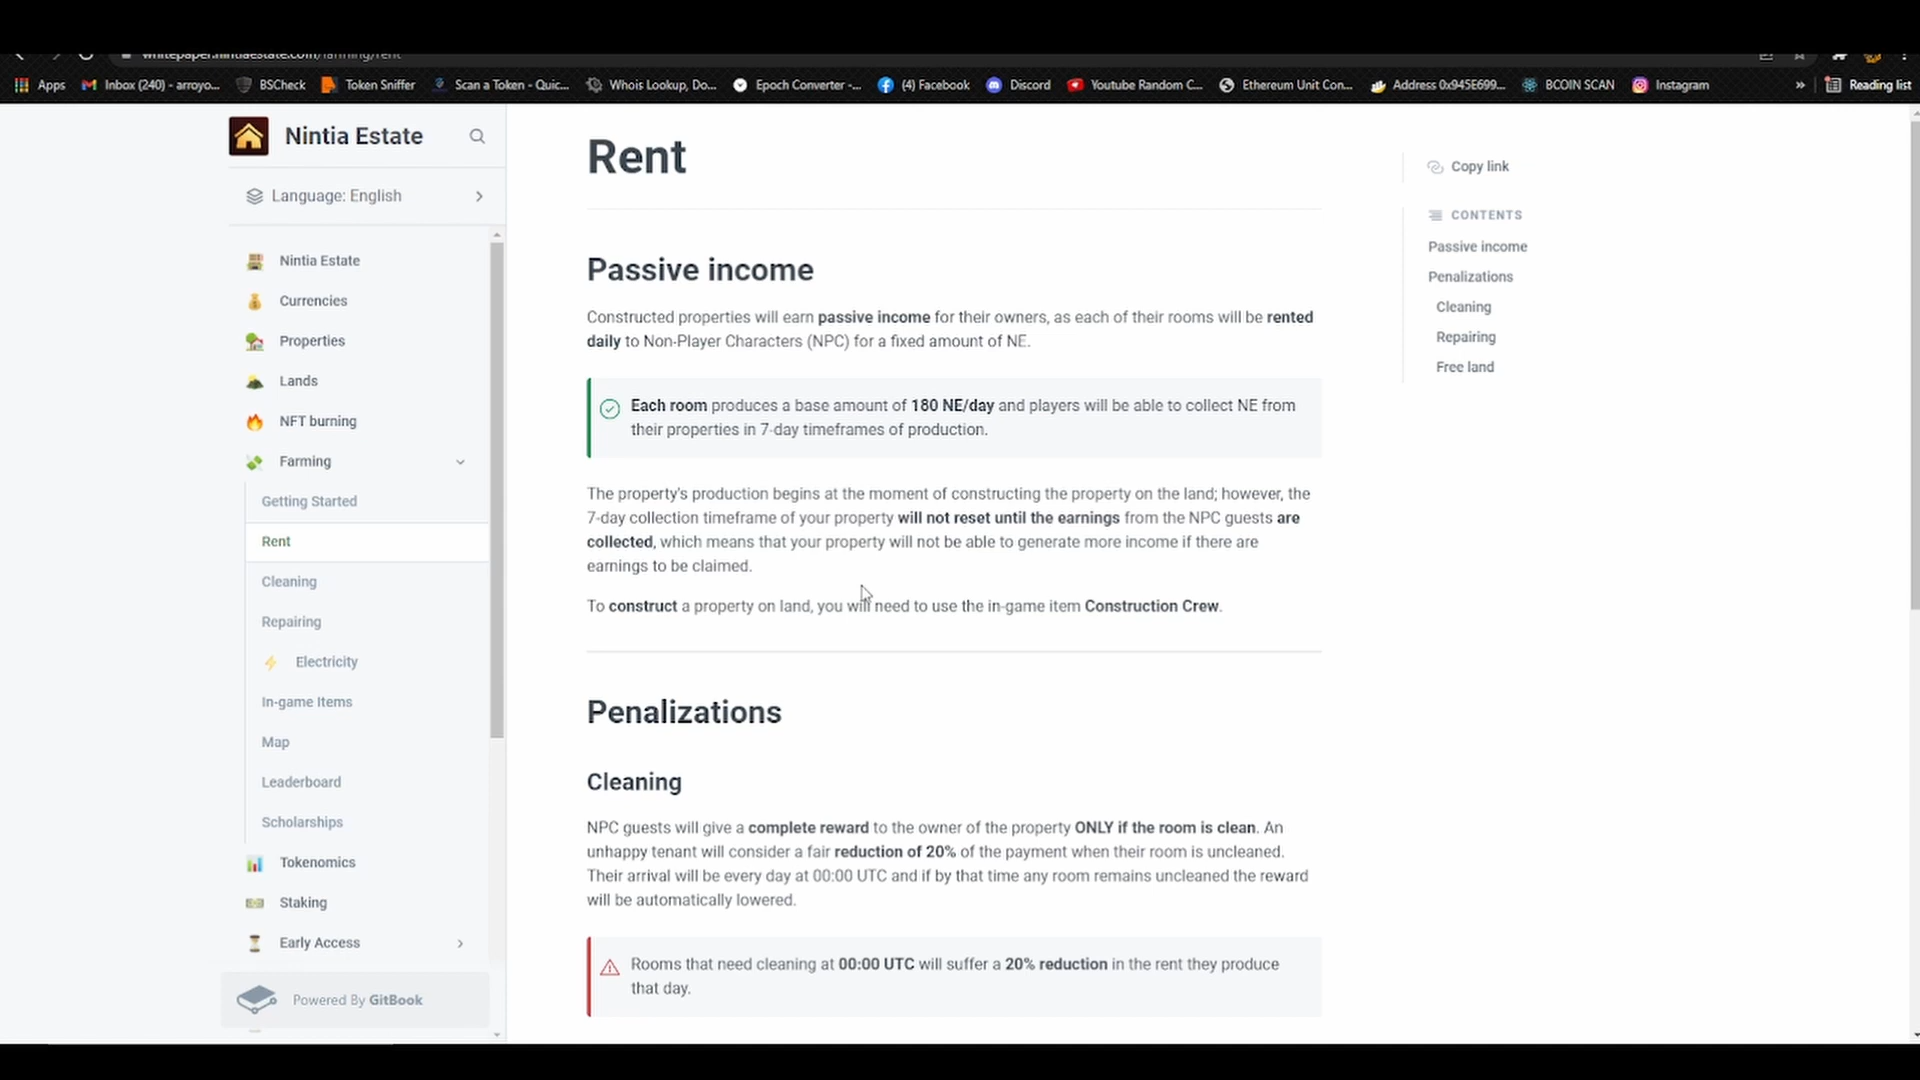 whitepaper.nintiaestate.com/farming/rent
Apps
Inbox (240) - arroyo...
BSCheck
Token Sniffer
Scan a Token - Quic...
Whois Lookup, Do...
Epoch Converter -...
(4) Facebook
Discord
Youtube Random C...
Ethereum Unit Con...
Address 0x945E699...
BCOIN SCAN
Instagram
»
Reading list
Nintia Estate
Language: English
Nintia Estate
Currencies
Properties
Lands
NFT burning
Farming
Getting Started
Rent
Cleaning
Repairing
Electricity
In-game Items
Map
Leaderboard
Scholarships
Tokenomics
Staking
Early Access
Powered By GitBook
Rent
Passive income
Constructed properties will earn passive income for their owners, as each of their rooms will be rented
daily to Non-Player Characters (NPC) for a fixed amount of NE.
Each room produces a base amount of 180 NE/day and players will be able to collect NE from
their properties in 7-day timeframes of production.
The property's production begins at the moment of constructing the property on the land; however, the
7-day collection timeframe of your property will not reset until the earnings from the NPC guests are
collected, which means that your property will not be able to generate more income if there are
earnings to be claimed.
To construct a property on land, you will need to use the in-game item Construction Crew.
Penalizations
Cleaning
NPC guests will give a complete reward to the owner of the property ONLY if the room is clean. An
unhappy tenant will consider a fair reduction of 20% of the payment when their room is uncleaned.
Their arrival will be every day at 00:00 UTC and if by that time any room remains uncleaned the reward
will be automatically lowered.
Rooms that need cleaning at 00:00 UTC will suffer a 20% reduction in the rent they produce
that day.
Copy link
CONTENTS
Passive income
Penalizations
Cleaning
Repairing
Free land